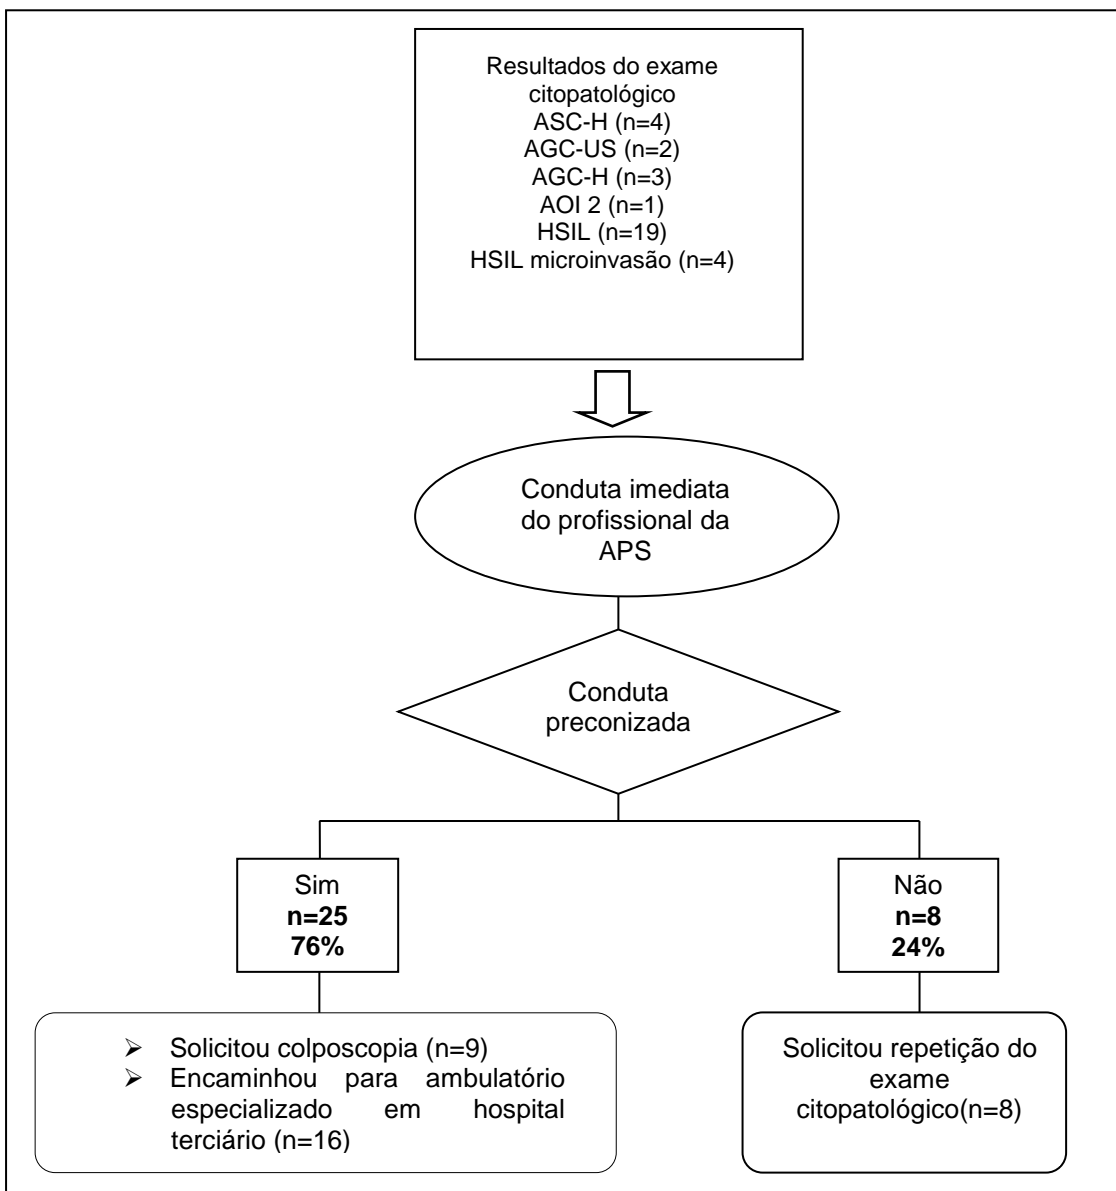 Resultados do exame
citopatológico
ASC-H (n=4)
AGC-US (n=2)
AGC-H (n=3)
AOI 2 (n=1)
HSIL (n=19)
HSIL microinvasão (n=4)
Conduta imediata
do profissional da
APS
Conduta
preconizada
Sim
n=25
76%
Não
n=8
24%
➢ Solicitou colposcopia (n=9)
➢ Encaminhou para ambulatório
especializado em hospital
terciário (n=16)
Solicitou repetição do
exame
citopatológico(n=8)